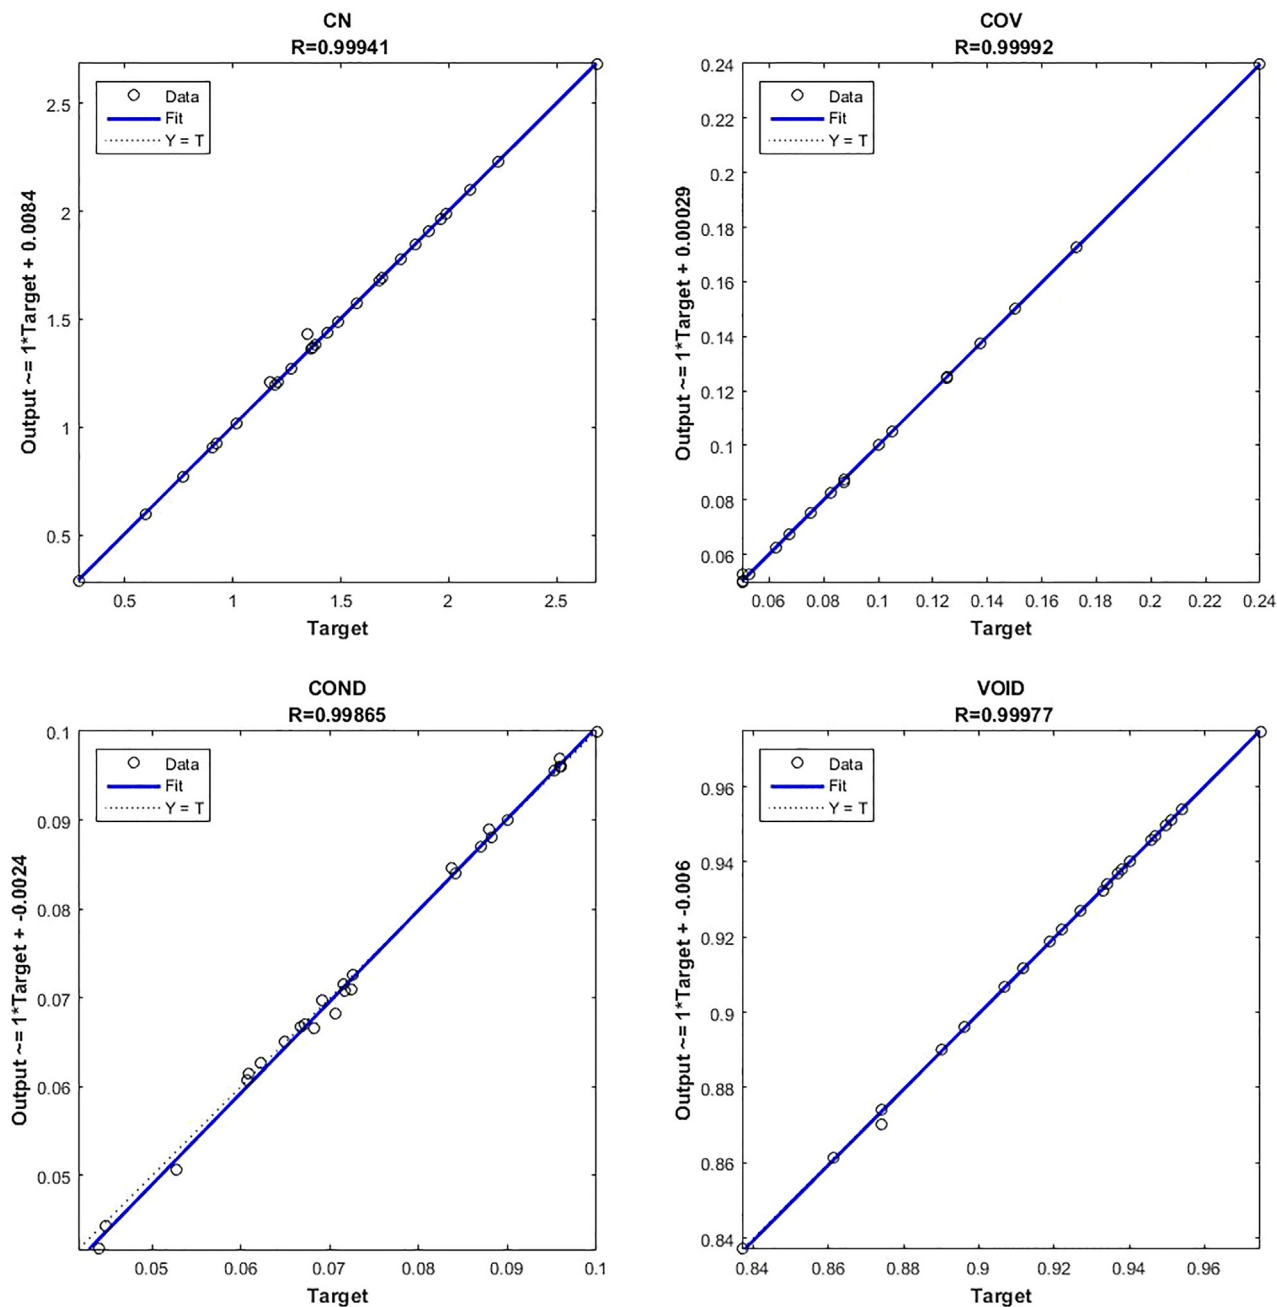 CN
R=0.99941
Data
Fit
Y = T
Output ~= 1*Target + 0.0084
2.5
2
1.5
1
0.5
0.5 1 1.5 2 2.5
Target
COV
R=0.99992
Data
Fit
Y = T
Output ~= 1*Target + 0.00029
0.24
0.22
0.2
0.18
0.16
0.14
0.12
0.1
0.08
0.06
0.06 0.08 0.1 0.12 0.14 0.16 0.18 0.2 0.22 0.24
Target
COND
R=0.99865
Data
Fit
Y = T
Output ~= 1*Target + -0.0024
0.1
0.09
0.08
0.07
0.06
0.05
0.05 0.06 0.07 0.08 0.09 0.1
Target
VOID
R=0.99977
Data
Fit
Y = T
Output ~= 1*Target + -0.006
0.96
0.94
0.92
0.9
0.88
0.86
0.84
0.84 0.86 0.88 0.9 0.92 0.94 0.96
Target